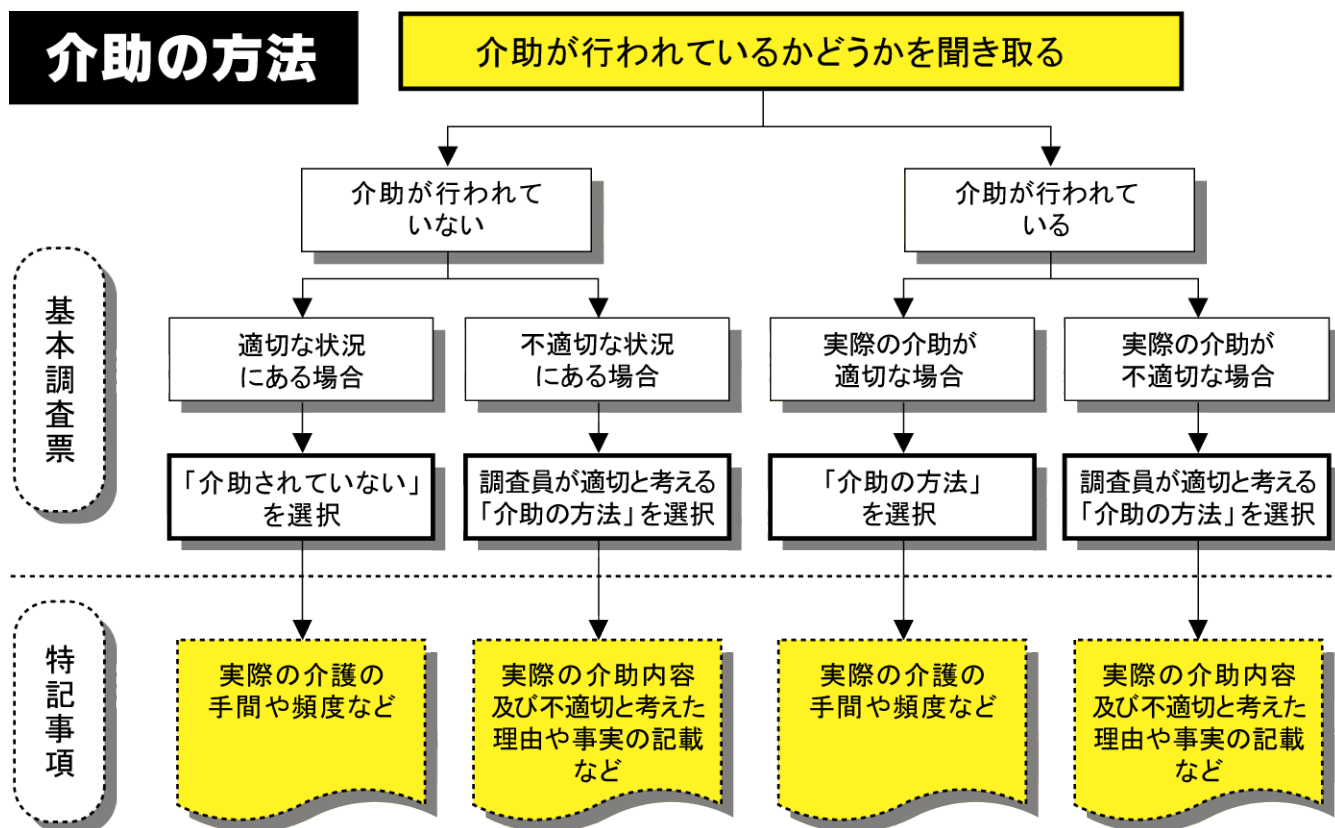 介助の方法
介助が行われているかどうかを聞き取る
介助が行われて
いない
介助が行われて
いる
基本調査票
適切な状況
にある場合
不適切な状況
にある場合
実際の介助が
適切な場合
実際の介助が
不適切な場合
「介助されていない」
を選択
調査員が適切と考える
「介助の方法」を選択
「介助の方法」
を選択
調査員が適切と考える
「介助の方法」を選択
特記事項
実際の介護の
手間や頻度など
実際の介助内容
及び不適切と考えた
理由や事実の記載
など
実際の介護の
手間や頻度など
実際の介助内容
及び不適切と考えた
理由や事実の記載
など